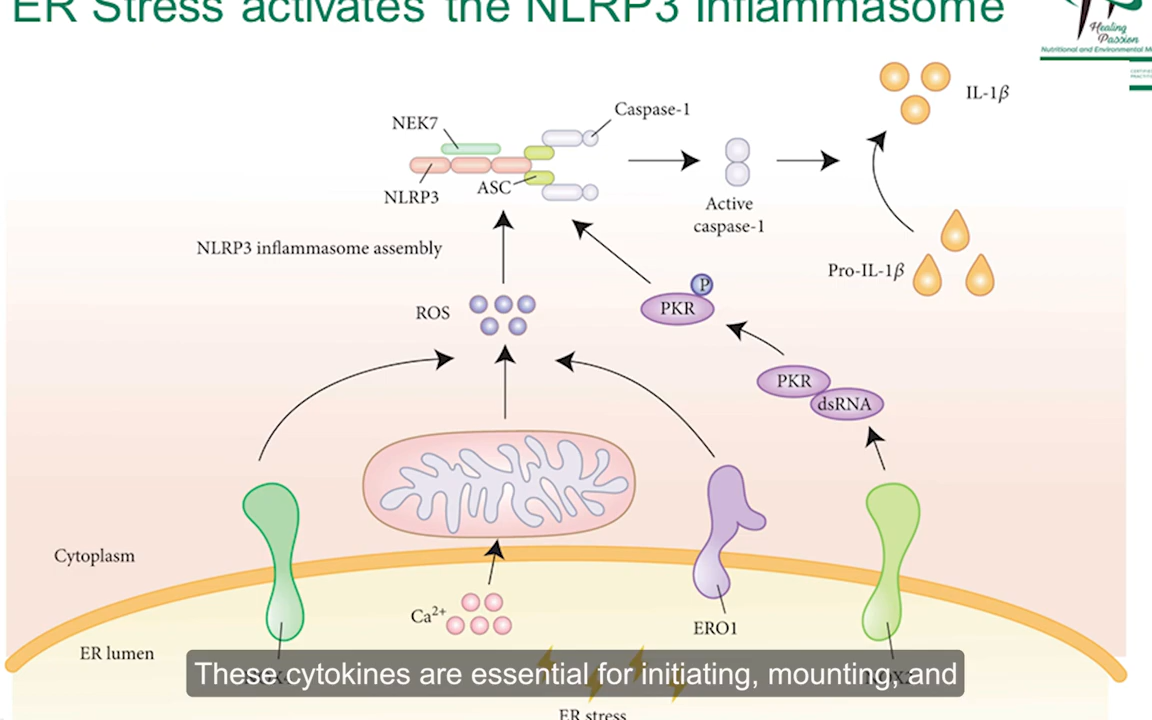 ER Stress activates the NLRP3 Inflammasome
Healing
Passion
IL-1β
Caspase-1
NEK7
NLRP3
ASC
Active
caspase-1
NLRP3 inflammasome assembly
Pro-IL-1β
ROS
P
PKR
PKR
dsRNA
Cytoplasm
Ca²⁺
ERO1
ER lumen
These cytokines are essential for initiating, mounting, and
ER stress